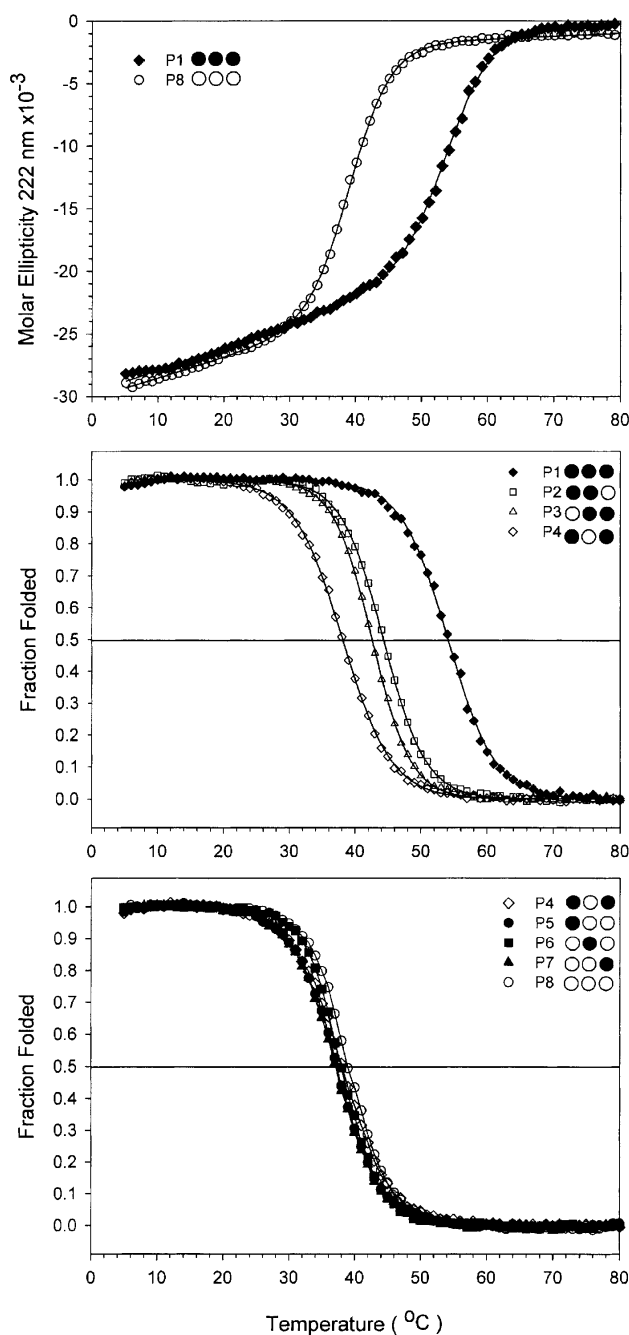 0
-5
-10
-15
-20
-25
-30
Molar Ellipticity 222 nm x10⁻³
P1
P8
0 10 20 30 40 50 60 70 80
1.0
0.9
0.8
0.7
0.6
0.5
0.4
0.3
0.2
0.1
0.0
Fraction Folded
P1
P2
P3
P4
0 10 20 30 40 50 60 70 80
1.0
0.9
0.8
0.7
0.6
0.5
0.4
0.3
0.2
0.1
0.0
Fraction Folded
P4
P5
P6
P7
P8
0 10 20 30 40 50 60 70 80
Temperature ( ⁰C )